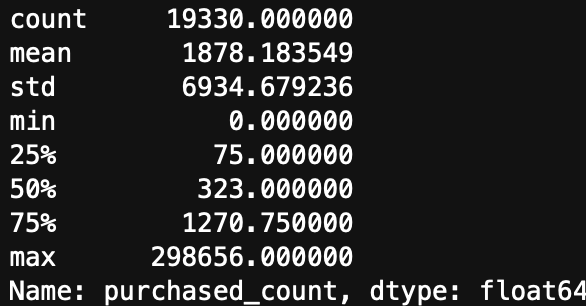 count 19330.000000
mean 1878.183549
std 6934.679236
min 0.000000
25% 75.000000
50% 323.000000
75% 1270.750000
max 298656.000000
Name: purchased_count, dtype: float64